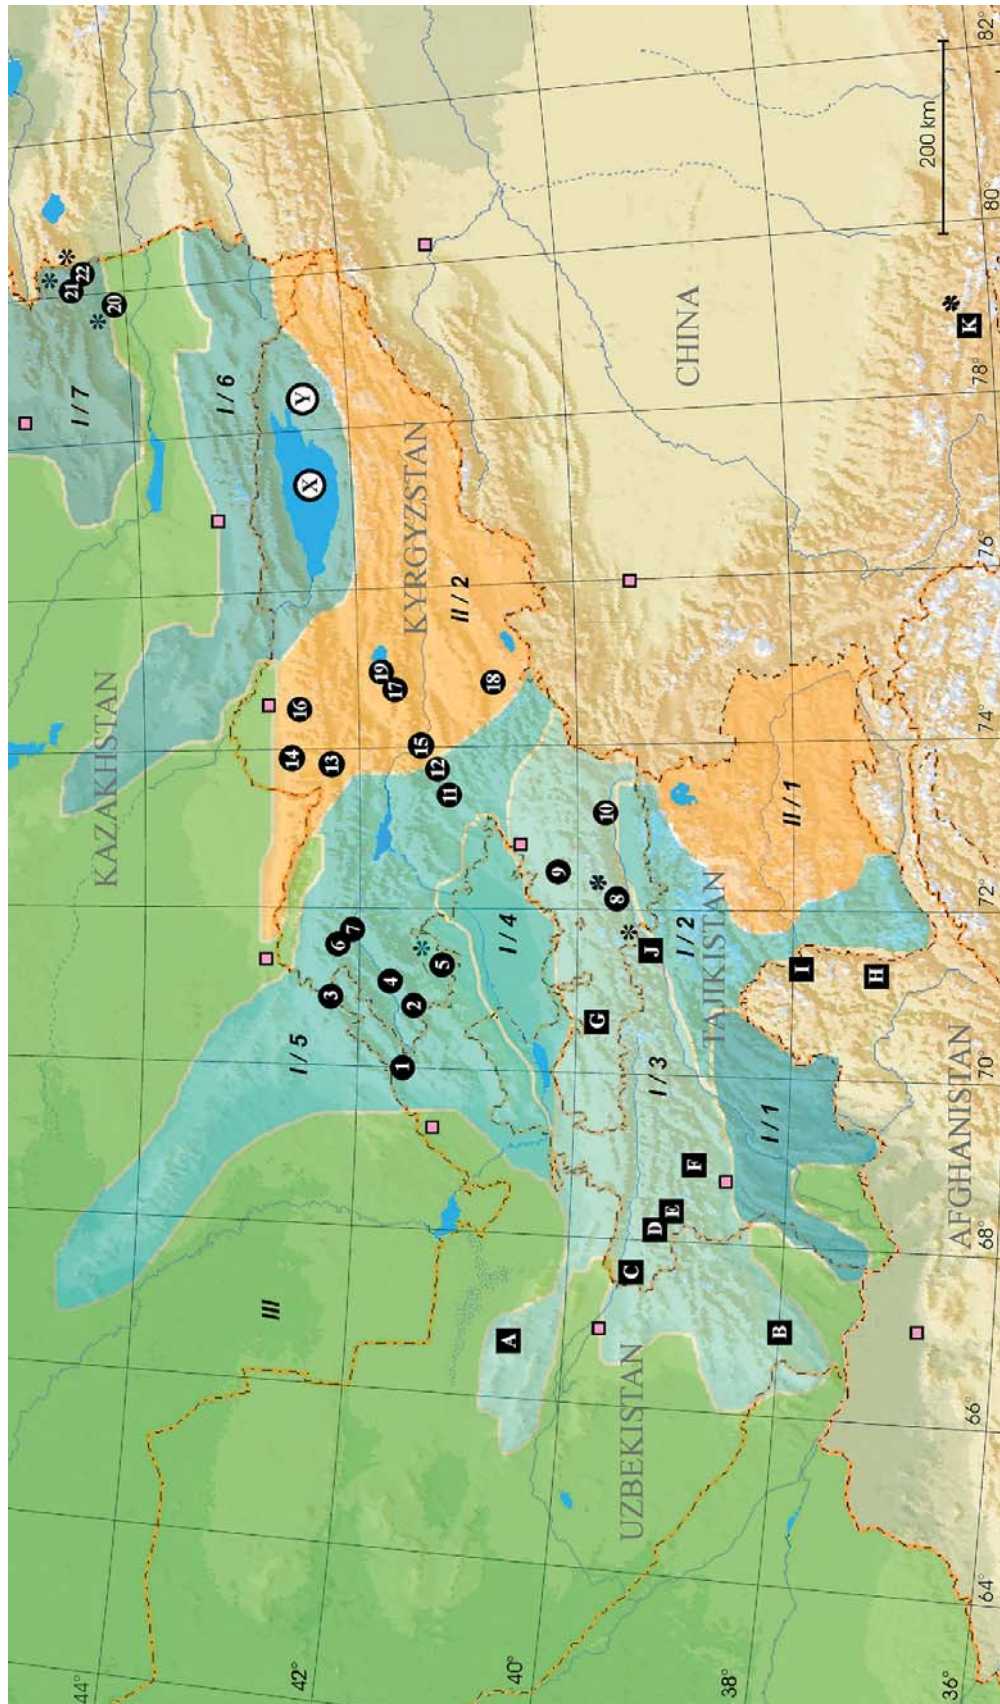 44°
42°
40°
38°
36°
64°
66°
68°
70°
72°
74°
76°
78°
80°
82°
200 km
KAZAKHSTAN
UZBEKISTAN
KYRGYZSTAN
TAJIKISTAN
AFGHANISTAN
CHINA
I / 1
I / 2
I / 3
I / 4
I / 5
I / 6
I / 7
II / 1
II / 2
III
1
2
3
4
5
6
7
8
9
10
11
12
13
14
15
16
17
18
19
20
21
22
A
B
C
D
E
F
G
H
I
J
K
X
Y